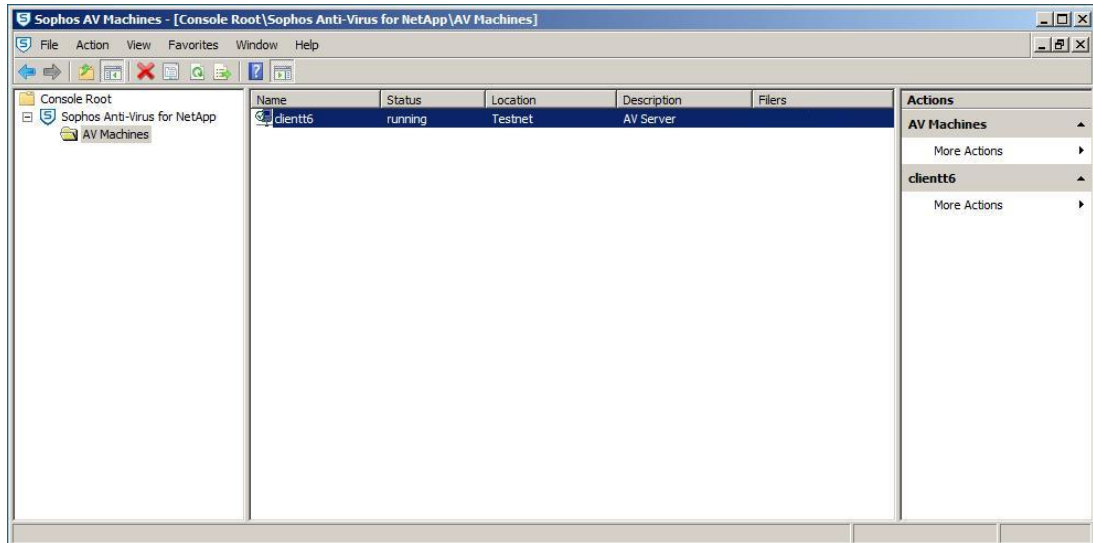 Sophos AV Machines - [Console Root\Sophos Anti-Virus for NetApp\AV Machines]
File Action View Favorites Window Help
Console Root
Sophos Anti-Virus for NetApp
AV Machines
Name Status Location Description Filers
clientt6 running Testnet AV Server
Actions
AV Machines
More Actions
clientt6
More Actions